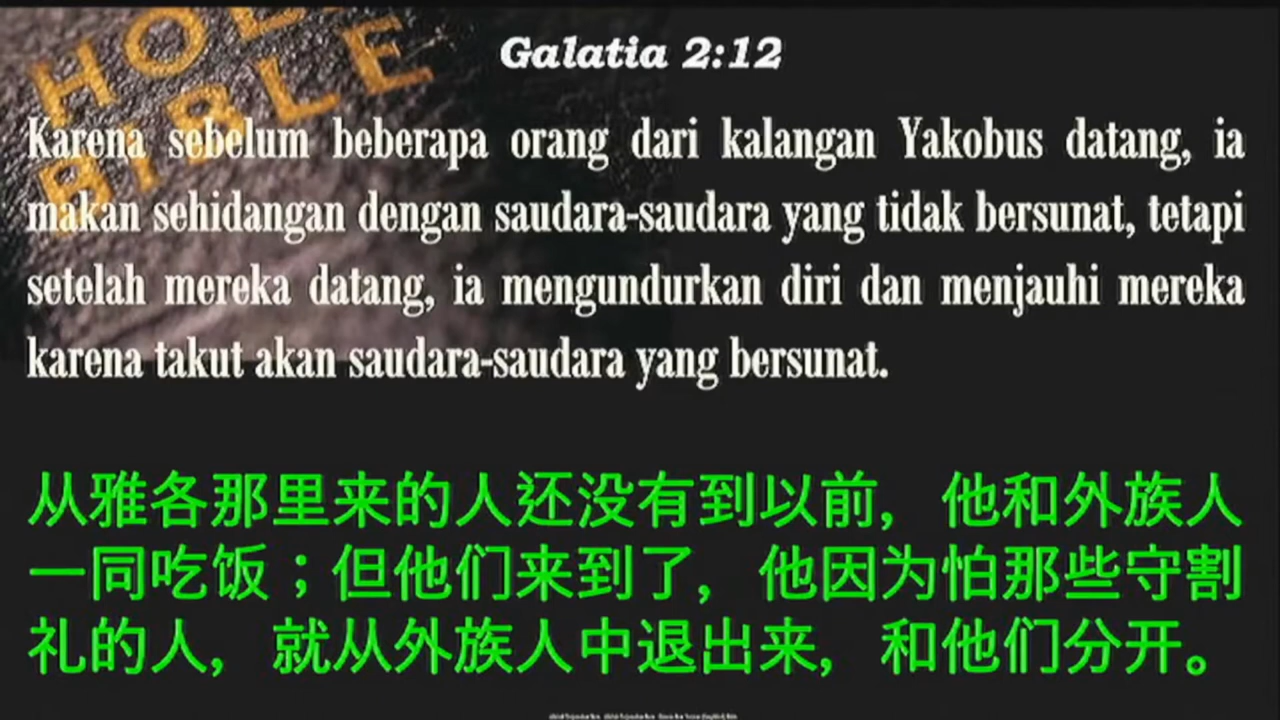 HOLY
BIBLE
Galatia 2:12
Karena sebelum beberapa orang dari kalangan Yakobus datang, ia
makan sehidangan dengan saudara-saudara yang tidak bersunat, tetapi
setelah mereka datang, ia mengundurkan diri dan menjauhi mereka
karena takut akan saudara-saudara yang bersunat.
从雅各那里来的人还没有到以前，他和外族人
一同吃饭；但他们来到了，他因为怕那些守割
礼的人，就从外族人中退出来，和他们分开。